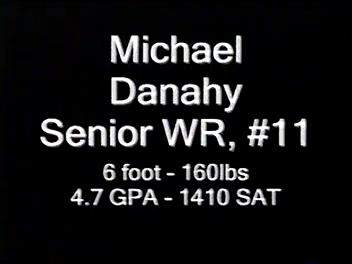 Michael
Danahy
Senior WR, #11
6 foot - 160lbs
4.7 GPA - 1410 SAT